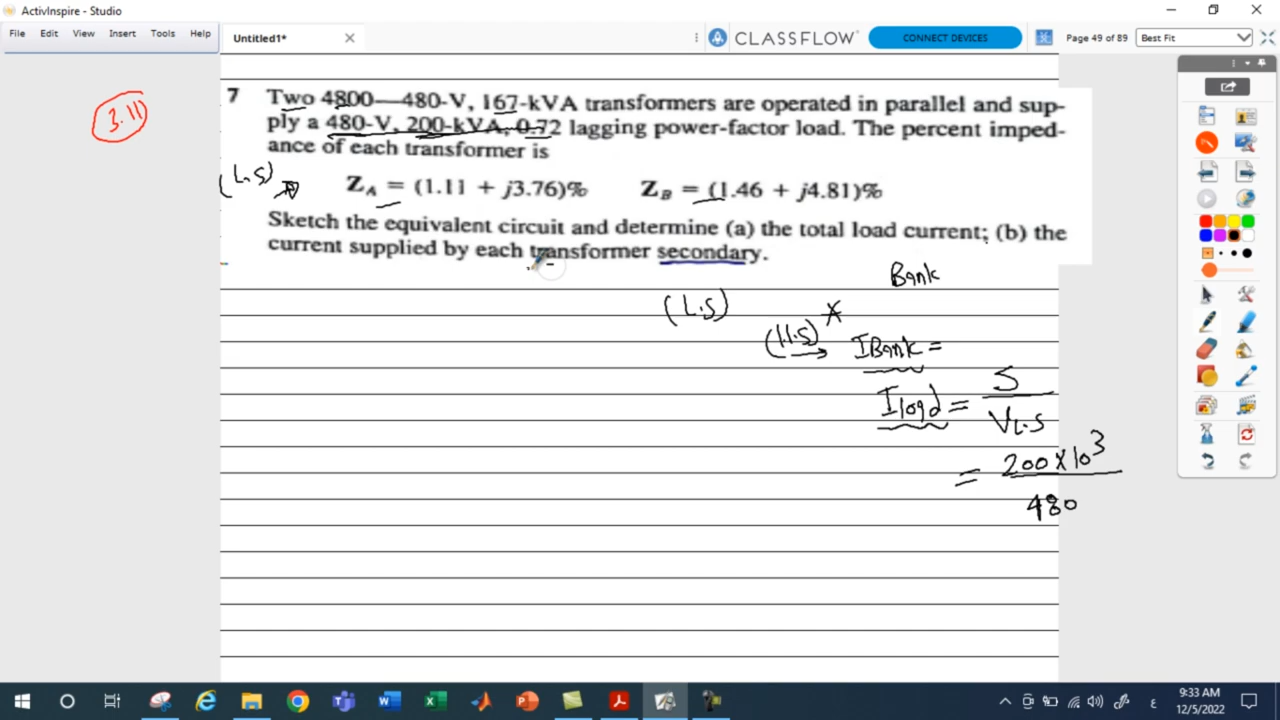 ActivInspire - Studio
File Edit View Insert Tools Help
Untitled1*
CLASSFLOW
CONNECT DEVICES
Page 49 of 89
Best Fit
3.11
7 Two 4800—480-V, 167-kVA transformers are operated in parallel and sup-
ply a 480-V, 200-kVA, 0.72 lagging power-factor load. The percent imped-
ance of each transformer is
(L.S)
Z_A = (1.11 + j3.76)% Z_B = (1.46 + j4.81)%
Sketch the equivalent circuit and determine (a) the total load current; (b) the
current supplied by each transformer secondary.
Bank
(L.S)
(H.S) * I Bank =
I load = S / V L.S
= 200 X 10^3 / 480
9:33 AM
12/5/2022
ع